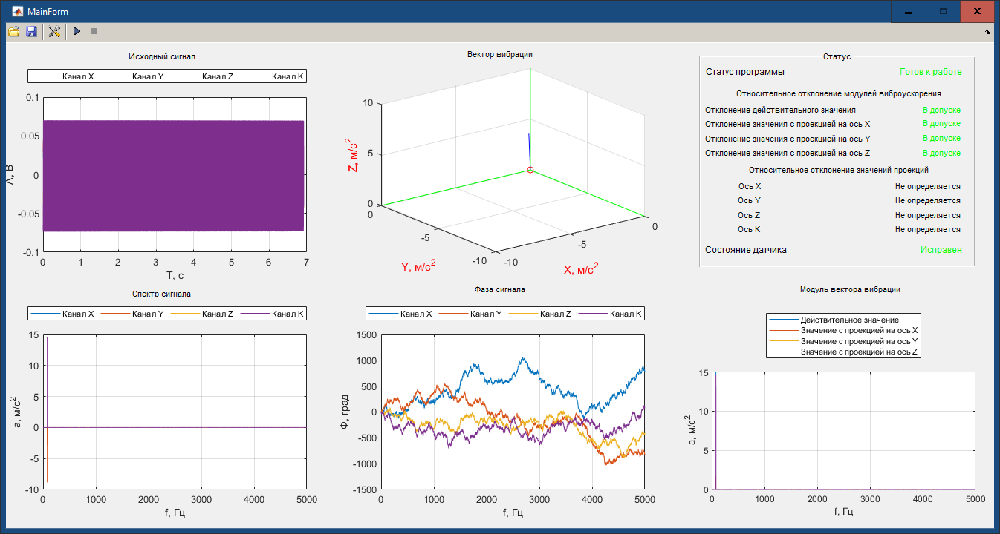 MainForm
Исходный сигнал
Канал X Канал Y Канал Z Канал K
0.1
0.05
0
-0.05
-0.1
А, В
0 1 2 3 4 5 6 7
T, с
Вектор вибрации
10
5
0
Z, м/с2
0
-5
-10
Y, м/с2
-10
-5
0
X, м/с2
Статус
Статус программы Готов к работе
Относительное отклонение модулей виброускорения
Отклонение действительного значения В допуске
Отклонение значения с проекцией на ось X В допуске
Отклонение значения с проекцией на ось Y В допуске
Отклонение значения с проекцией на ось Z В допуске
Относительное отклонение значений проекций
Ось X Не определяется
Ось Y Не определяется
Ось Z Не определяется
Ось K Не определяется
Состояние датчика Исправен
Спектр сигнала
Канал X Канал Y Канал Z Канал K
15
10
5
0
-5
-10
а, м/с2
0 1000 2000 3000 4000 5000
f, Гц
Фаза сигнала
Канал X Канал Y Канал Z Канал K
1500
1000
500
0
-500
-1000
-1500
Ф, град
0 1000 2000 3000 4000 5000
f, Гц
Модуль вектора вибрации
Действительное значение
Значение с проекцией на ось X
Значение с проекцией на ось Y
Значение с проекцией на ось Z
15
10
5
0
а, м/с2
0 1000 2000 3000 4000 5000
f, Гц